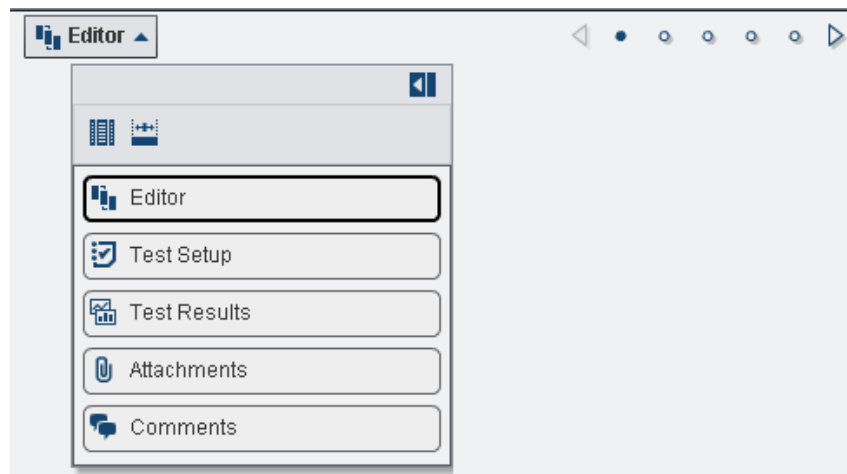 Editor
Editor
Test Setup
Test Results
Attachments
Comments